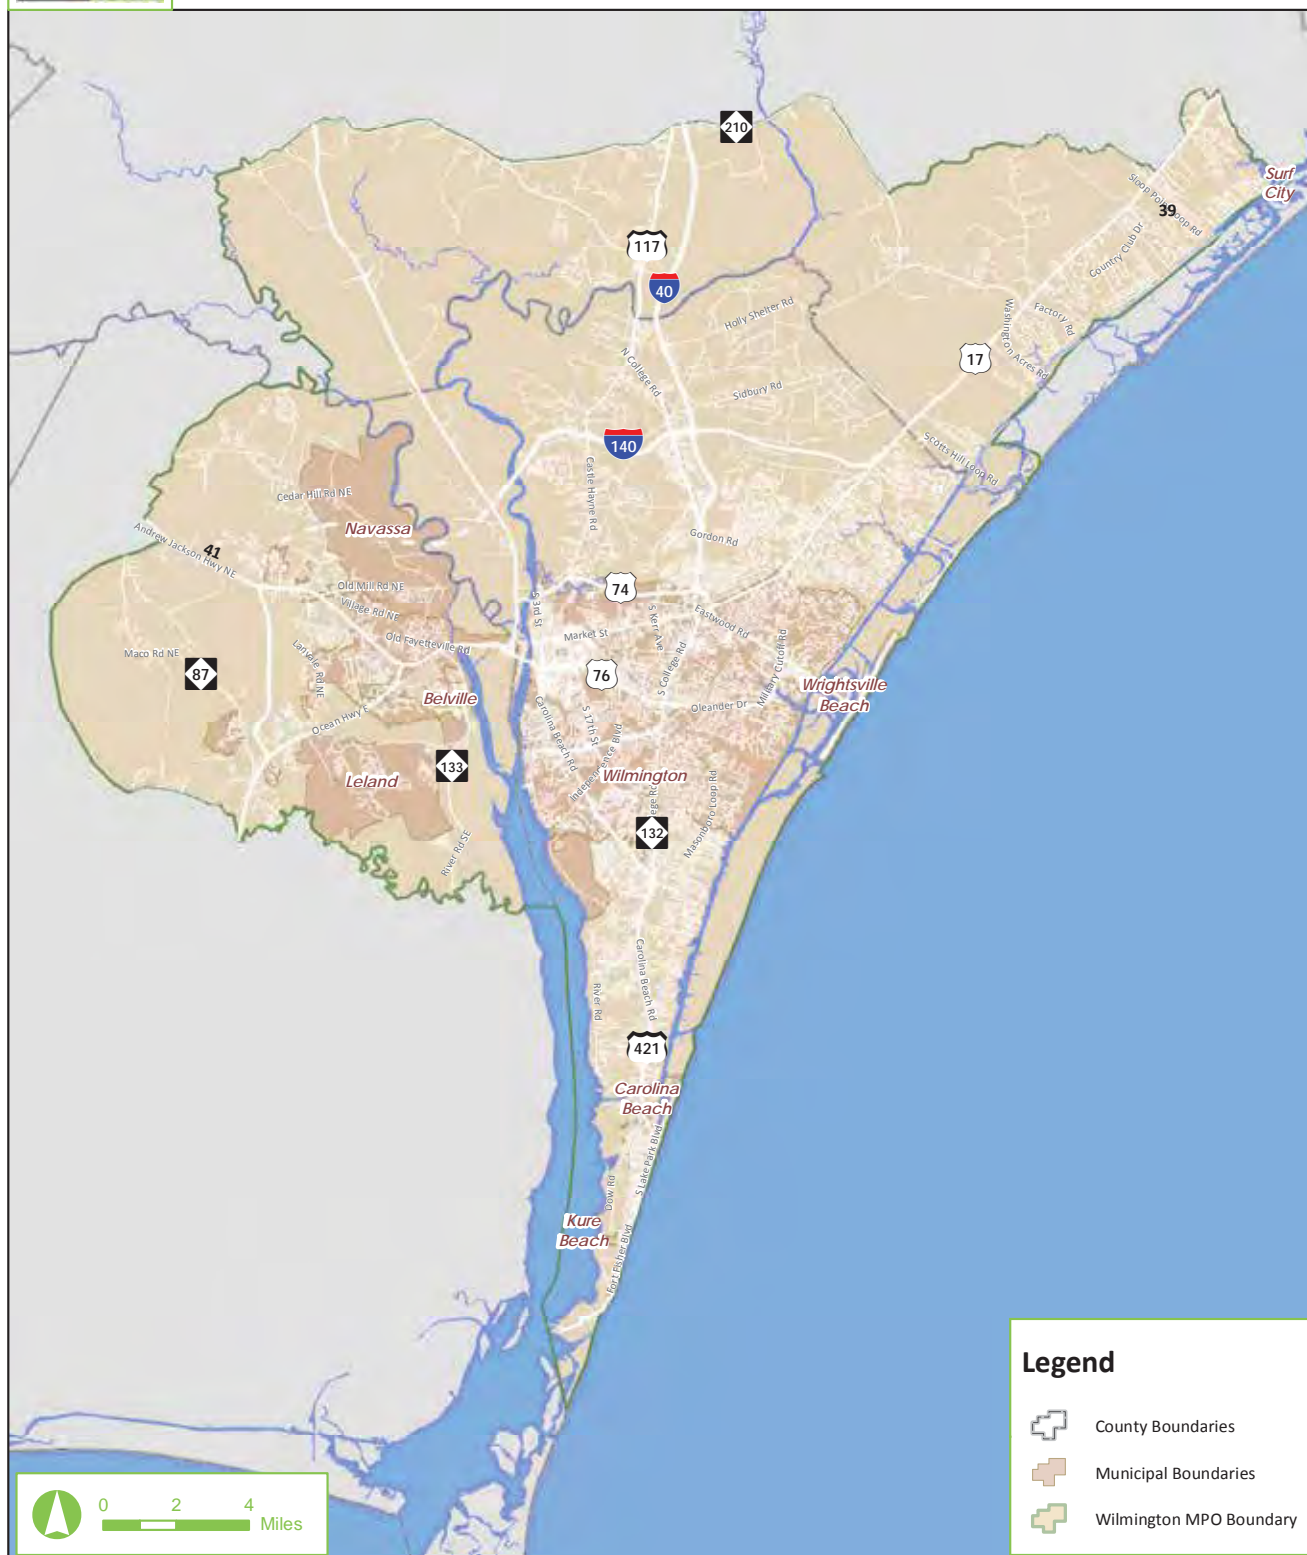 210
Surf
City
Sloop Point Loop Rd
39
Country Club Dr
117
40
Holly Shelter Rd
Factory Rd
Washington Acres Rd
17
N College Rd
Sidbury Rd
140
Scotts Hill Loop Rd
Castle Hayne Rd
Cedar Hill Rd NE
Navassa
Andrew Jackson Hwy NE
41
Gordon Rd
Old Mill Rd NE
74
Village Rd NE
S 3rd St
S Kerr Ave
Eastwood Rd
Market St
Old Fayetteville Rd
Military Cutoff Rd
Maco Rd NE
87
Lanvale Rd NE
76
S College Rd
Wrightsville
Beach
Belville
Oleander Dr
Carolina Beach Rd
S 17th St
Ocean Hwy E
Independence Blvd
133
Wilmington
Leland
Masonboro Loop Rd
132
River Rd SE
Carolina Beach Rd
River Rd
421
Carolina
Beach
S Lake Park Blvd
Dow Rd
Kure
Beach
Fort Fisher Blvd
Legend
County Boundaries
Municipal Boundaries
Wilmington MPO Boundary
0 2 4
Miles